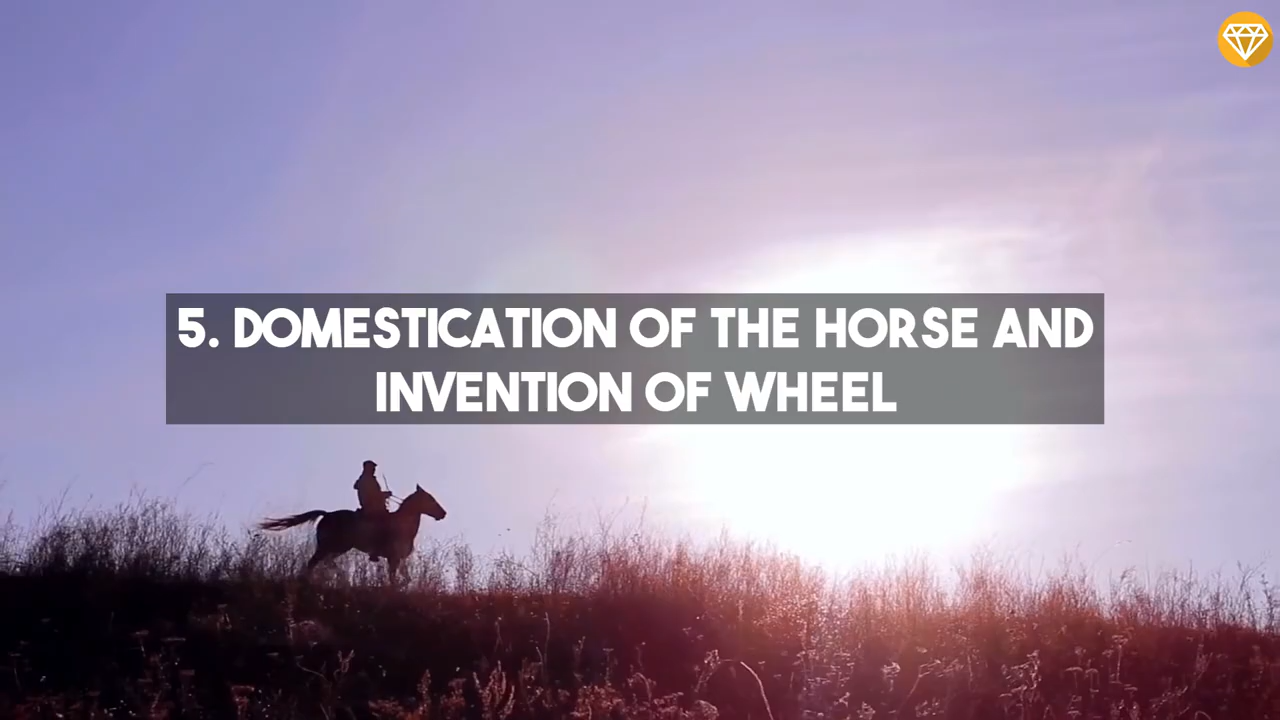 5. DOMESTICATION OF THE HORSE AND
INVENTION OF WHEEL